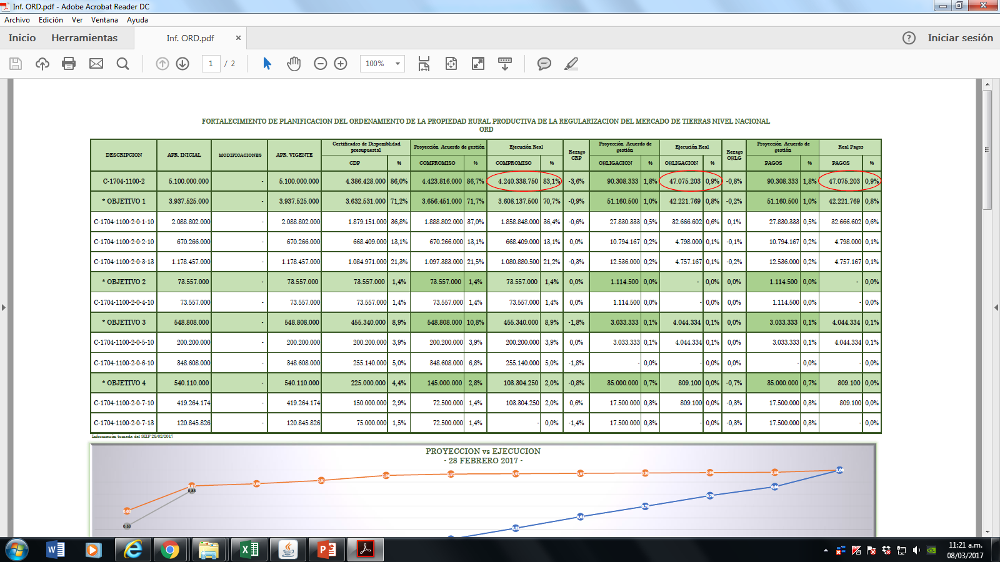 Inf. ORD.pdf - Adobe Acrobat Reader DC
Archivo Edición Ver Ventana Ayuda
Inicio Herramientas Inf. ORD.pdf × ? Iniciar sesión
1 / 2 100%
FORTALECIMIENTO DE PLANIFICACION DEL ORDENAMIENTO DE LA PROPIEDAD RURAL PRODUCTIVA DE LA REGULARIZACION DEL MERCADO DE TIERRAS NIVEL NACIONAL
ORD
DESCRIPCION APR. INICIAL MODIFICACIONES APR. VIGENTE Certificados de Disponiblidad presupuestal Proyección Acuerdo de gestión Ejecución Real Rezago CRP Proyección Acuerdo de gestión Ejecución Real Rezago OBLG Proyección Acuerdo de gestión Real Pagos
CDP % COMPROMISO % COMPROMISO % OBLIGACION % OBLIGACION % PAGOS % PAGOS %
C-1704-1100-2 5.100.000.000 - 5.100.000.000 4.386.428.000 86,0% 4.423.816.000 86,7% 4.240.338.750 83,1% -3,6% 90.308.333 1,8% 47.075.203 0,9% -0,8% 90.308.333 1,8% 47.075.203 0,9%
* OBJETIVO 1 3.937.525.000 - 3.937.525.000 3.632.531.000 71,2% 3.656.451.000 71,7% 3.608.137.500 70,7% -0,9% 51.160.500 1,0% 42.221.769 0,8% -0,2% 51.160.500 1,0% 42.221.769 0,8%
C-1704-1100-2-0-1-10 2.088.802.000 - 2.088.802.000 1.879.151.000 36,8% 1.888.802.000 37,0% 1.858.848.000 36,4% -0,6% 27.830.333 0,5% 32.666.602 0,6% 0,1% 27.830.333 0,5% 32.666.602 0,6%
C-1704-1100-2-0-2-10 670.266.000 - 670.266.000 668.409.000 13,1% 670.266.000 13,1% 668.409.000 13,1% 0,0% 10.794.167 0,2% 4.798.000 0,1% -0,1% 10.794.167 0,2% 4.798.000 0,1%
C-1704-1100-2-0-3-13 1.178.457.000 - 1.178.457.000 1.084.971.000 21,3% 1.097.383.000 21,5% 1.080.880.500 21,2% -0,3% 12.536.000 0,2% 4.757.167 0,1% -0,2% 12.536.000 0,2% 4.757.167 0,1%
* OBJETIVO 2 73.557.000 - 73.557.000 73.557.000 1,4% 73.557.000 1,4% 73.557.000 1,4% 0,0% 1.114.500 0,0% - 0,0% 0,0% 1.114.500 0,0% - 0,0%
C-1704-1100-2-0-4-10 73.557.000 - 73.557.000 73.557.000 1,4% 73.557.000 1,4% 73.557.000 1,4% 0,0% 1.114.500 0,0% - 0,0% 0,0% 1.114.500 0,0% - 0,0%
* OBJETIVO 3 548.808.000 - 548.808.000 455.340.000 8,9% 548.808.000 10,8% 455.340.000 8,9% -1,8% 3.033.333 0,1% 4.044.334 0,1% 0,0% 3.033.333 0,1% 4.044.334 0,1%
C-1704-1100-2-0-5-10 200.200.000 - 200.200.000 200.200.000 3,9% 200.200.000 3,9% 200.200.000 3,9% 0,0% 3.033.333 0,1% 4.044.334 0,1% 0,0% 3.033.333 0,1% 4.044.334 0,1%
C-1704-1100-2-0-6-10 348.608.000 - 348.608.000 255.140.000 5,0% 348.608.000 6,8% 255.140.000 5,0% -1,8% - 0,0% - 0,0% 0,0% - 0,0% - 0,0%
* OBJETIVO 4 540.110.000 - 540.110.000 225.000.000 4,4% 145.000.000 2,8% 103.304.250 2,0% -0,8% 35.000.000 0,7% 809.100 0,0% -0,7% 35.000.000 0,7% 809.100 0,0%
C-1704-1100-2-0-7-10 419.264.174 - 419.264.174 150.000.000 2,9% 72.500.000 1,4% 103.304.250 2,0% 0,6% 17.500.000 0,3% 809.100 0,0% -0,3% 17.500.000 0,3% 809.100 0,0%
C-1704-1100-2-0-7-13 120.845.826 - 120.845.826 75.000.000 1,5% 72.500.000 1,4% - 0,0% -1,4% 17.500.000 0,3% - 0,0% -0,3% 17.500.000 0,3% - 0,0%
Información tomada del SIIF 28/02/2017
PROYECCION vs EJECUCION
- 28 FEBRERO 2017 -
0,87
0,83
0,53
11:21 a.m.
08/03/2017